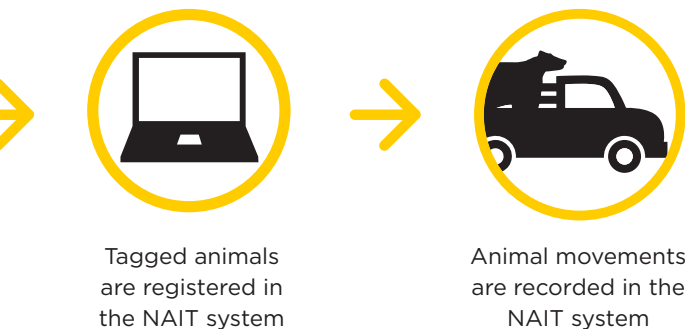 Tagged animals
are registered in
the NAIT system
Animal movements
are recorded in the
NAIT system